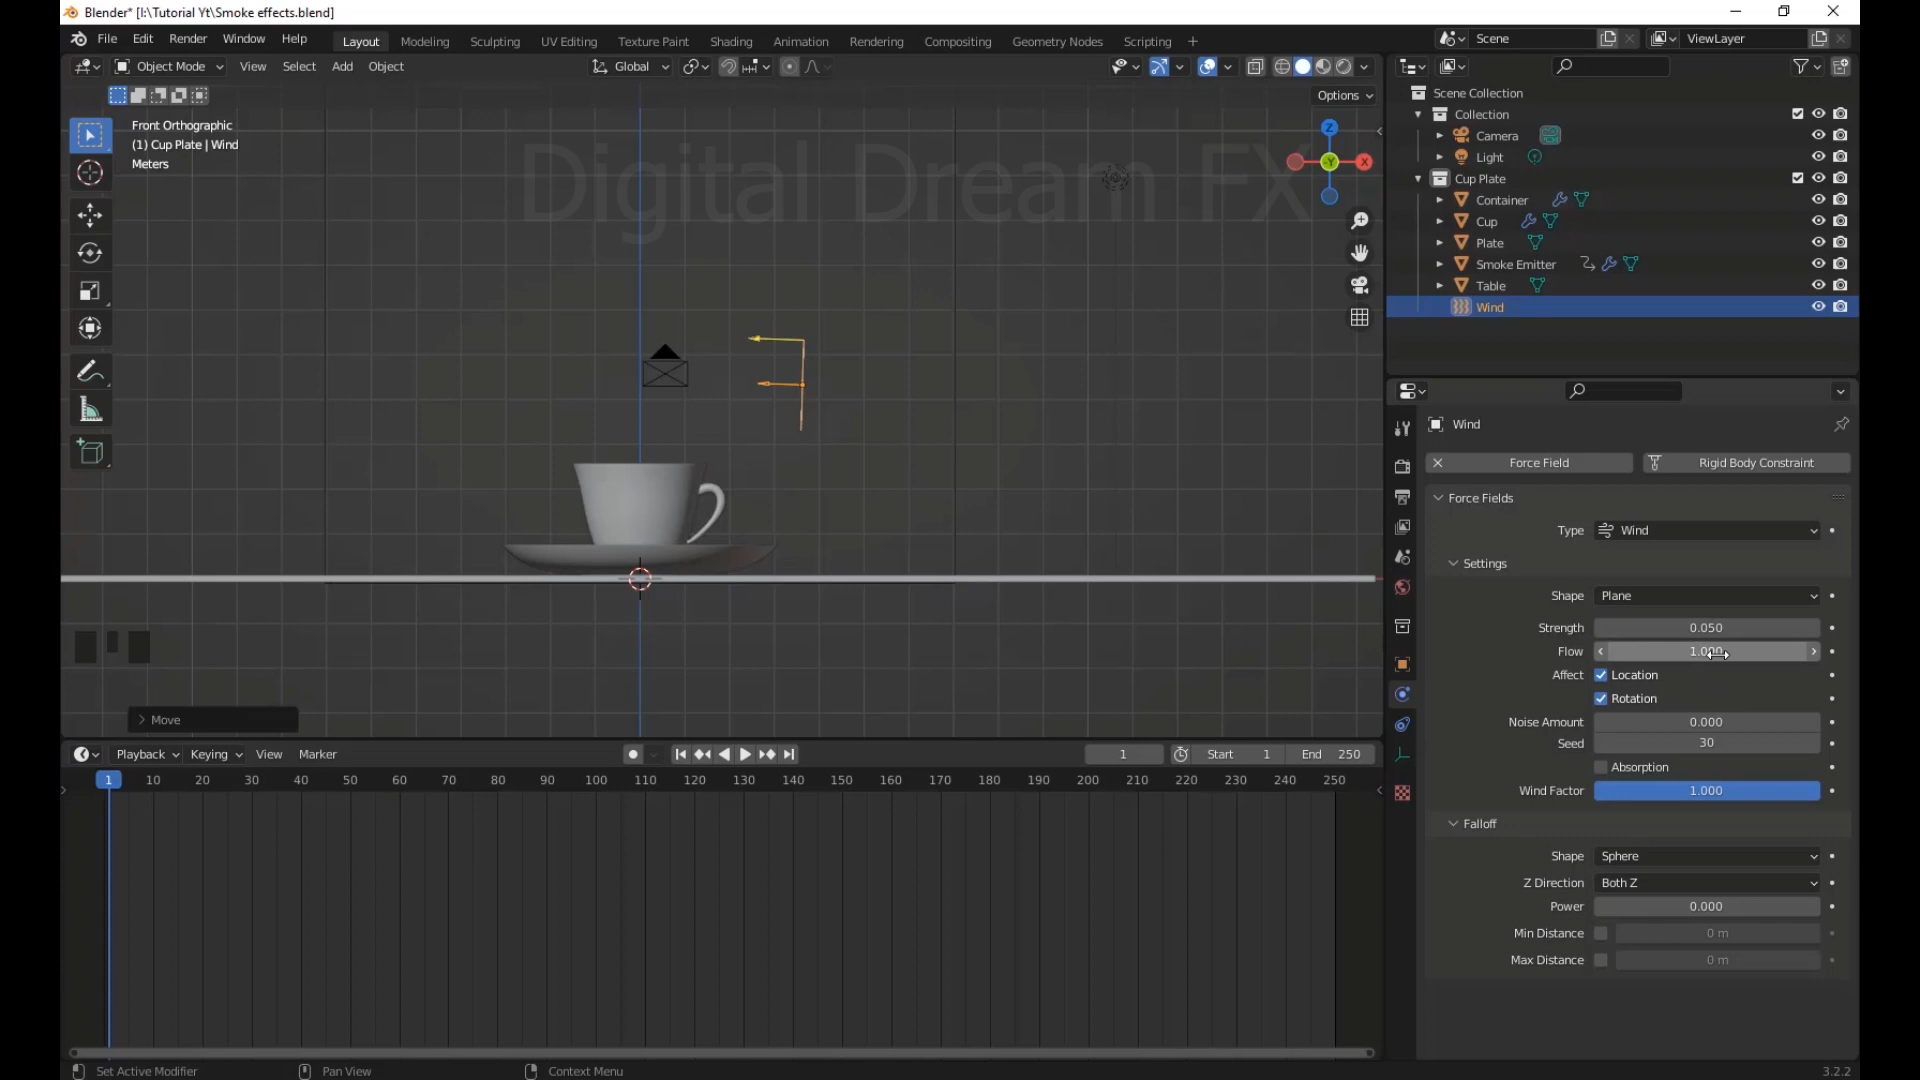 Blender* [I:\Tutorial Yt\Smoke effects.blend]
File Edit Render Window Help Layout Modeling Sculpting UV Editing Texture Paint Shading Animation Rendering Compositing Geometry Nodes Scripting + Scene ViewLayer
Object Mode View Select Add Object Global
Options
Front Orthographic
(1) Cup Plate | Wind
Meters
Digital Dream FX
Z
-Y
X
Move
Scene Collection
Collection
Camera
Light
Cup Plate
Container
Cup
Plate
Smoke Emitter
Table
Wind
Wind
Force Field Rigid Body Constraint
Force Fields
Type Wind
Settings
Shape Plane
Strength 0.050
Flow 1.000
Affect Location
Rotation
Noise Amount 0.000
Seed 30
Absorption
Wind Factor 1.000
Falloff
Shape Sphere
Z Direction Both Z
Power 0.000
Min Distance 0 m
Max Distance 0 m
Playback Keying View Marker 1 Start 1 End 250
1 10 20 30 40 50 60 70 80 90 100 110 120 130 140 150 160 170 180 190 200 210 220 230 240 250
Set Active Modifier Pan View Context Menu 3.2.2